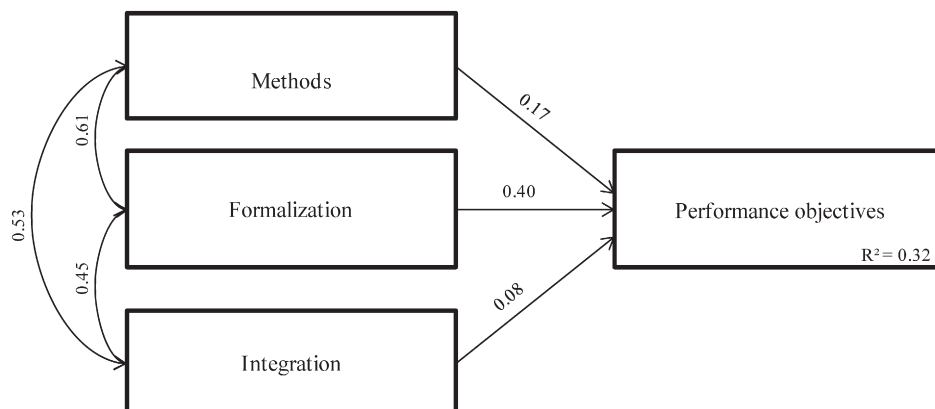 Methods
0.17
0.61
Formalization
0.40
Performance objectives
R² = 0.32
0.53
0.45
0.08
Integration